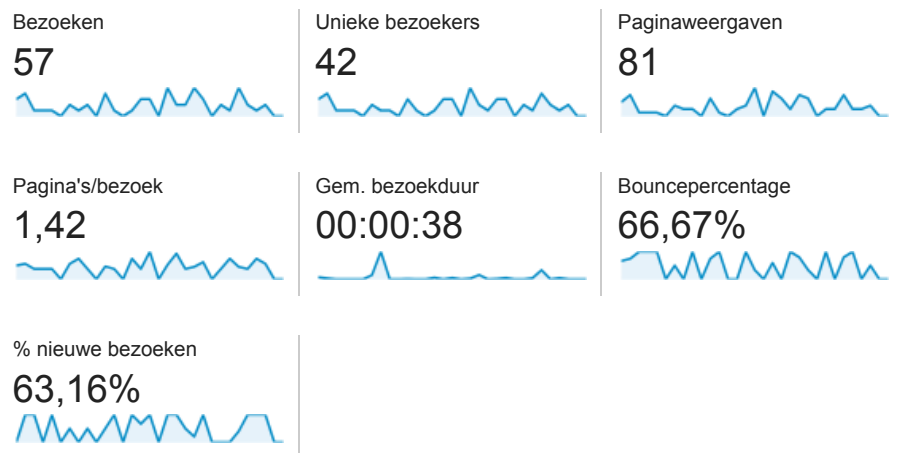 Bezoeken
57
Unieke bezoekers
42
Paginaweergaven
81
Pagina's/bezoek
1,42
Gem. bezoekduur
00:00:38
Bouncepercentage
66,67%
% nieuwe bezoeken
63,16%